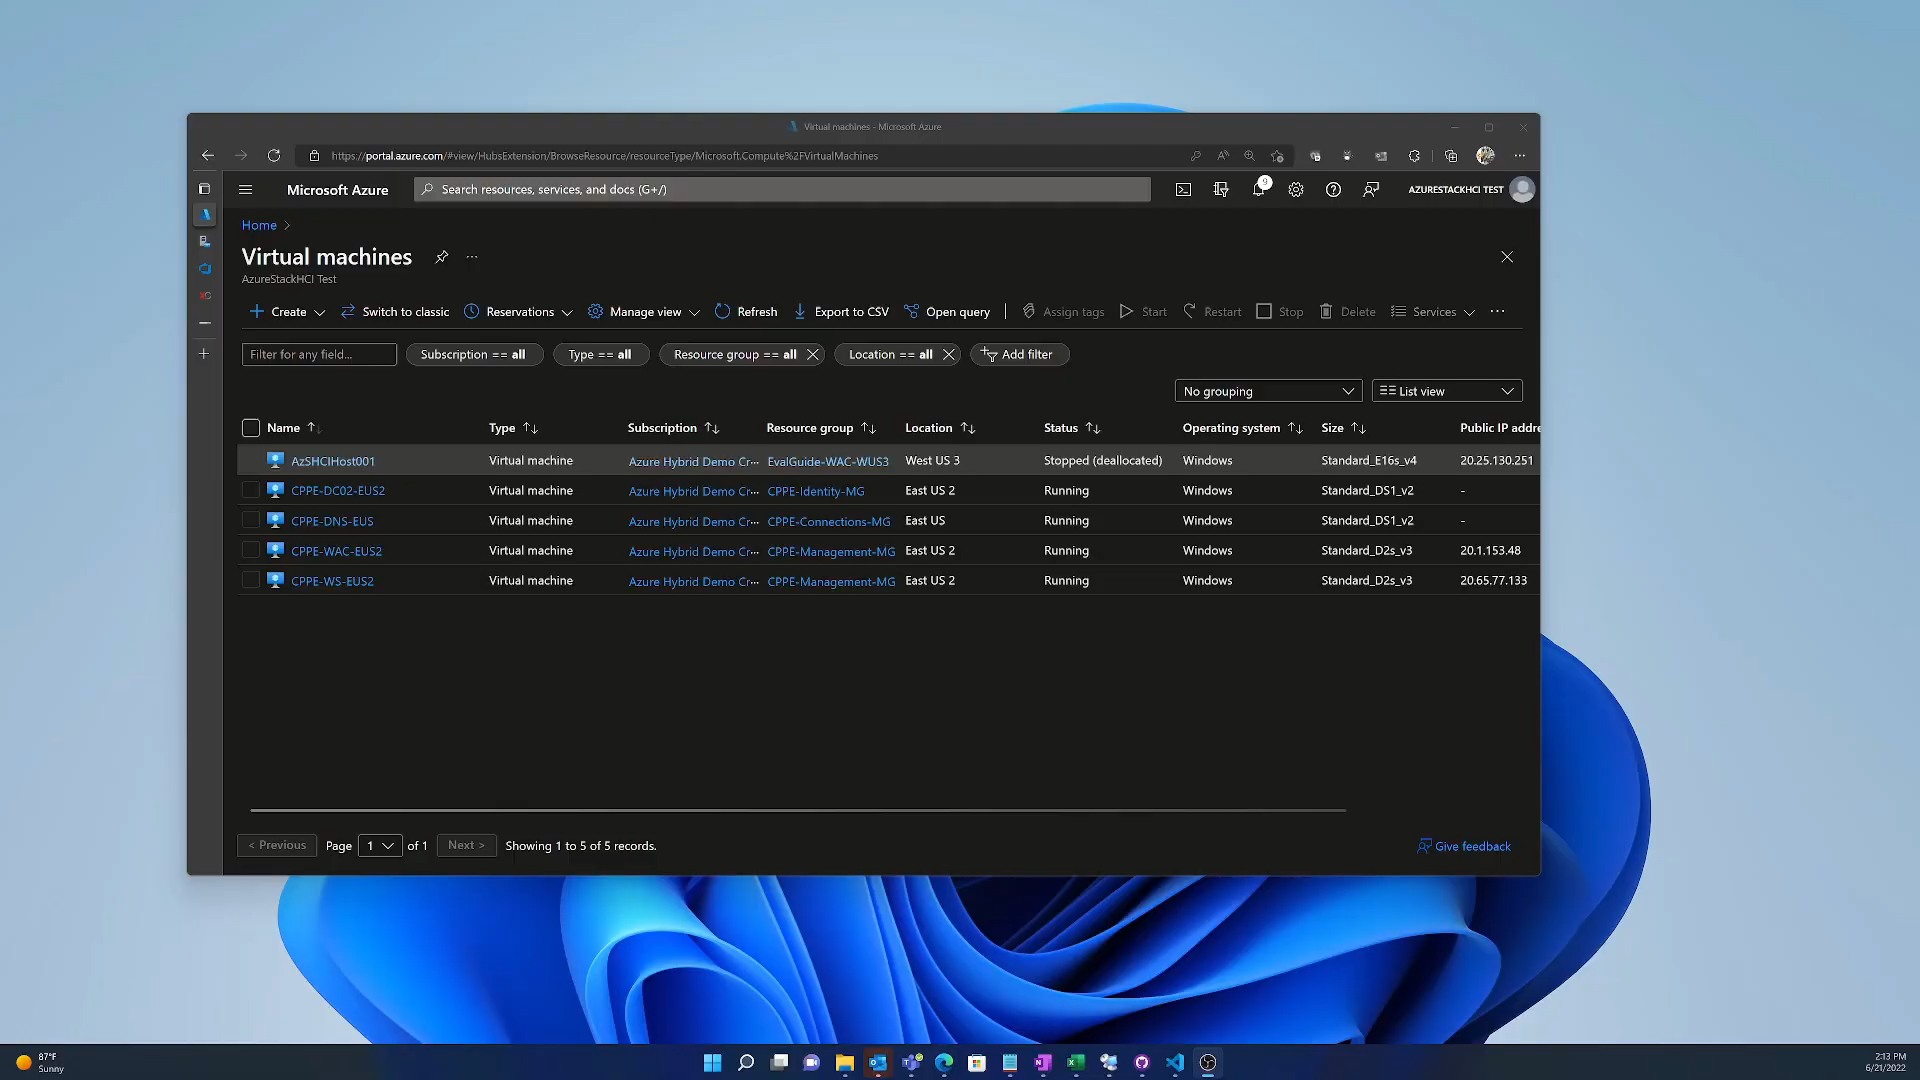 Virtual machines - Microsoft Azure
https://portal.azure.com/#view/HubsExtension/BrowseResource/resourceType/Microsoft.Compute%2FVirtualMachines
Microsoft Azure
Search resources, services, and docs (G+/)
9
AZURESTACKHCI TEST
Home
Virtual machines
AzureStackHCI Test
Create
Switch to classic
Reservations
Manage view
Refresh
Export to CSV
Open query
Assign tags
Start
Restart
Stop
Delete
Services
Filter for any field...
Subscription == all
Type == all
Resource group == all
Location == all
Add filter
No grouping
List view
Name Type Subscription Resource group Location Status Operating system Size Public IP addre
AzSHCIHost001 Virtual machine Azure Hybrid Demo Cr··· EvalGuide-WAC-WUS3 West US 3 Stopped (deallocated) Windows Standard_E16s_v4 20.25.130.251
CPPE-DC02-EUS2 Virtual machine Azure Hybrid Demo Cr··· CPPE-Identity-MG East US 2 Running Windows Standard_DS1_v2 -
CPPE-DNS-EUS Virtual machine Azure Hybrid Demo Cr··· CPPE-Connections-MG East US Running Windows Standard_DS1_v2 -
CPPE-WAC-EUS2 Virtual machine Azure Hybrid Demo Cr··· CPPE-Management-MG East US 2 Running Windows Standard_D2s_v3 20.1.153.48
CPPE-WS-EUS2 Virtual machine Azure Hybrid Demo Cr··· CPPE-Management-MG East US 2 Running Windows Standard_D2s_v3 20.65.77.133
< Previous
Page 1 of 1
Next >
Showing 1 to 5 of 5 records.
Give feedback
87°F
Sunny
2:13 PM
6/21/2022